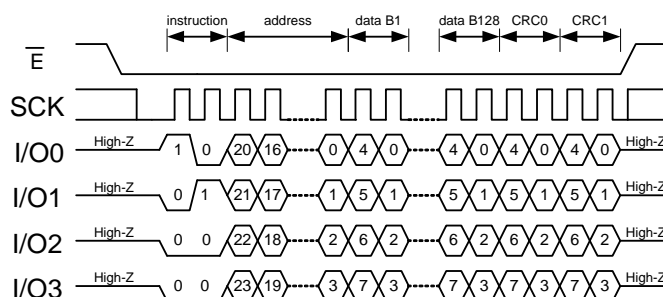 instruction address data B1 data B128 CRC0 CRC1
E
SCK
I/O0 High-Z 1 0 20 16 0 4 0 4 0 4 0 4 0 High-Z
I/O1 High-Z 0 1 21 17 1 5 1 5 1 5 1 5 1 High-Z
I/O2 High-Z 0 0 22 18 2 6 2 6 2 6 2 6 2 High-Z
I/O3 High-Z 0 0 23 19 3 7 3 7 3 7 3 7 3 High-Z